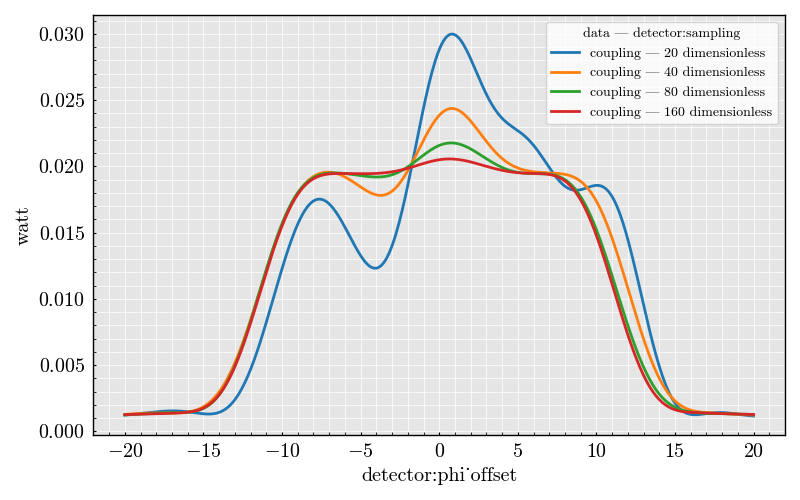 data — detector:sampling
coupling — 20 dimensionless
coupling — 40 dimensionless
coupling — 80 dimensionless
coupling — 160 dimensionless
0.030
0.025
0.020
0.015
0.010
0.005
0.000
watt
−20 −15 −10 −5 0 5 10 15 20
detector:phi˙offset